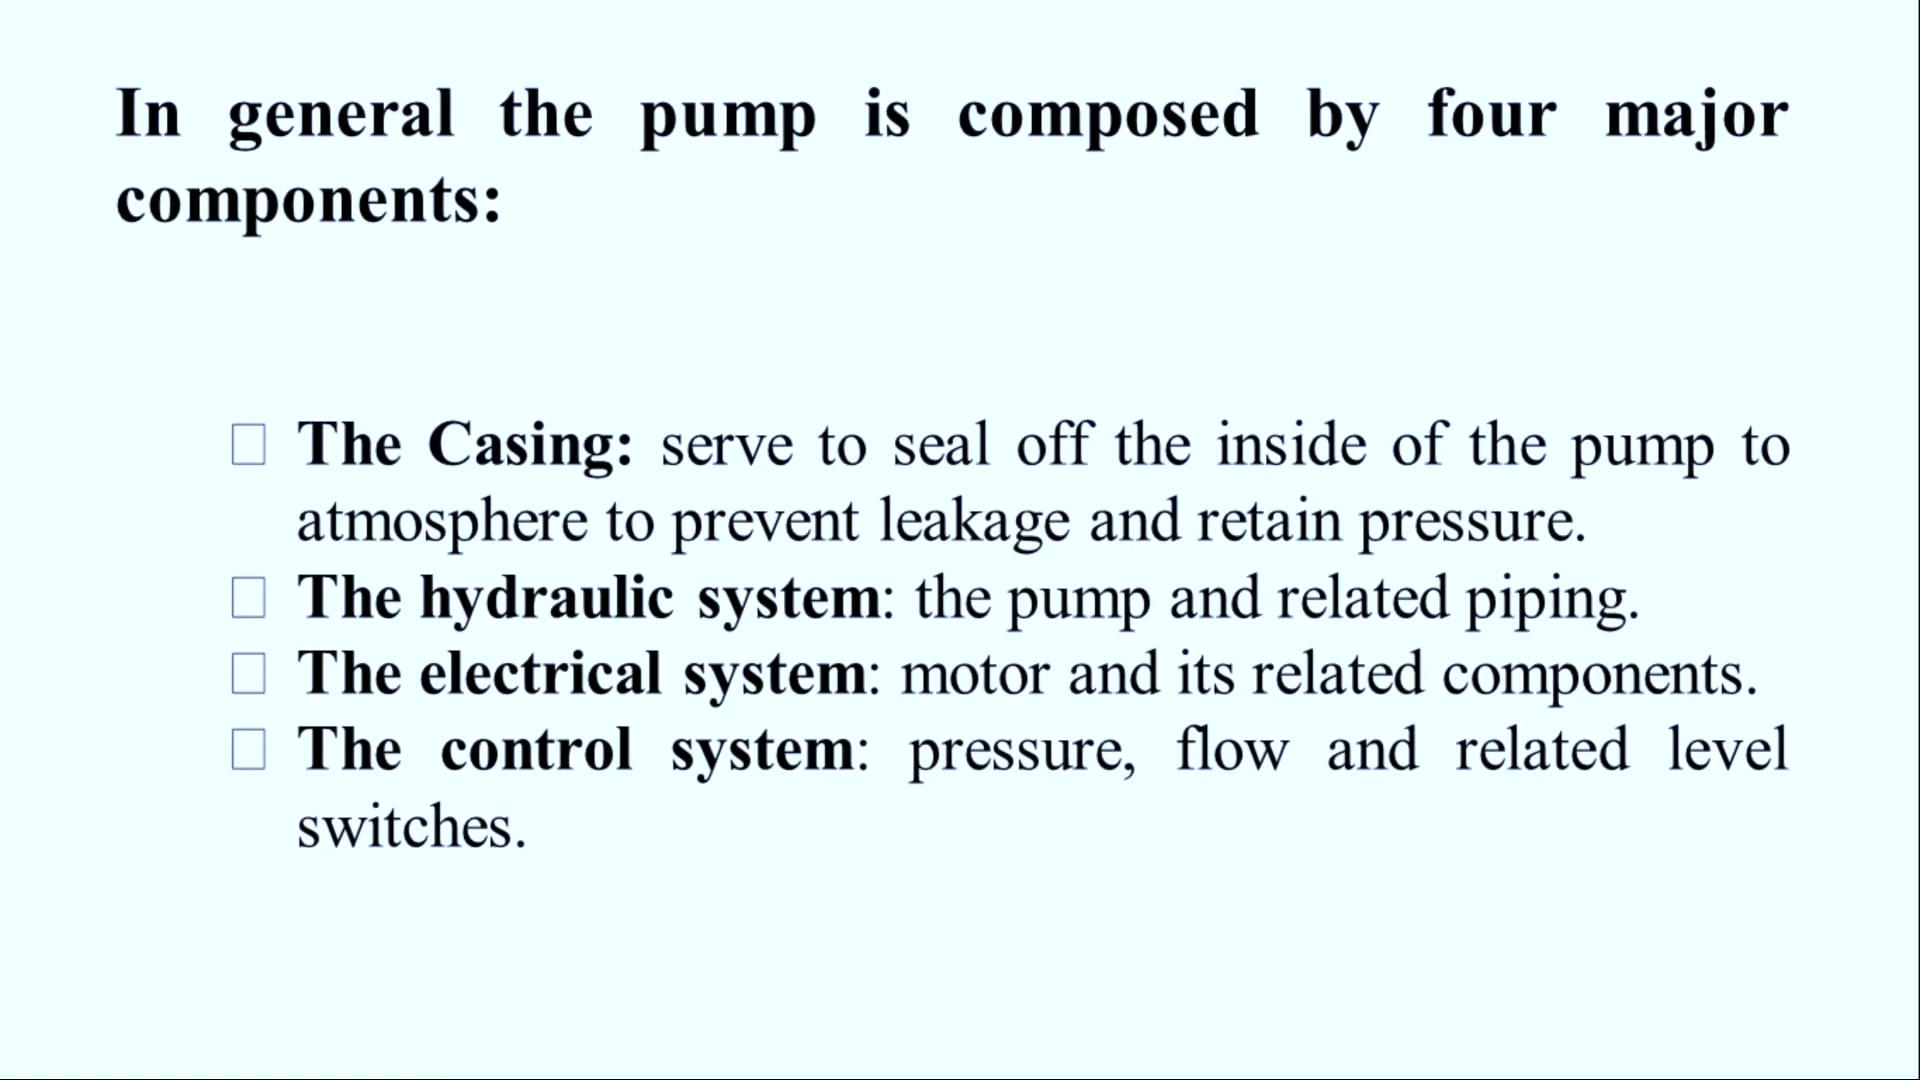 In general the pump is composed by four major
components:
□ The Casing: serve to seal off the inside of the pump to
atmosphere to prevent leakage and retain pressure.
□ The hydraulic system: the pump and related piping.
□ The electrical system: motor and its related components.
□ The control system: pressure, flow and related level
switches.